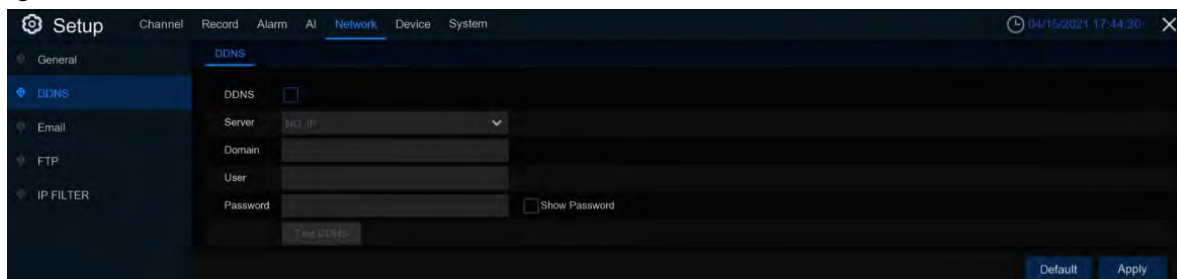 Setup Channel Record Alarm AI Network Device System 04/15/2021 17:44:30
General
DDNS
DDNS
DDNS
Server NO_IP
Email
Domain
FTP
User
IP FILTER
Password Show Password
Test DDNS
Default Apply